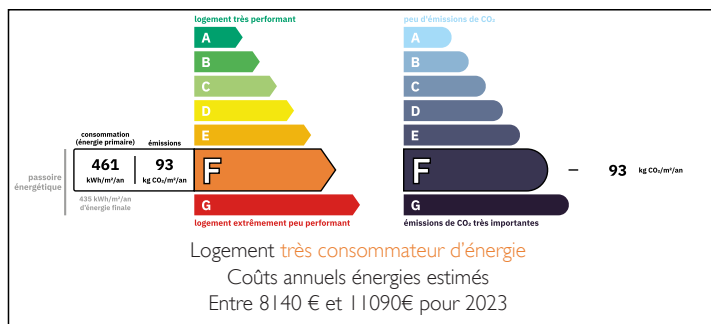 logement très performant
A
B
C
D
E
consommation
(énergie primaire)
émissions
461
kWh/m²/an
93
kg CO₂/m²/an
F
passoire
énergétique
435 kWh/m²/an
d'énergie finale
G
logement extrêmement peu performant
peu d'émissions de CO₂
A
B
C
D
E
F
93 kg CO₂/m²/an
G
émissions de CO₂ très importantes
Logement très consommateur d'énergie
Coûts annuels énergies estimés
Entre 8140 € et 11090€ pour 2023